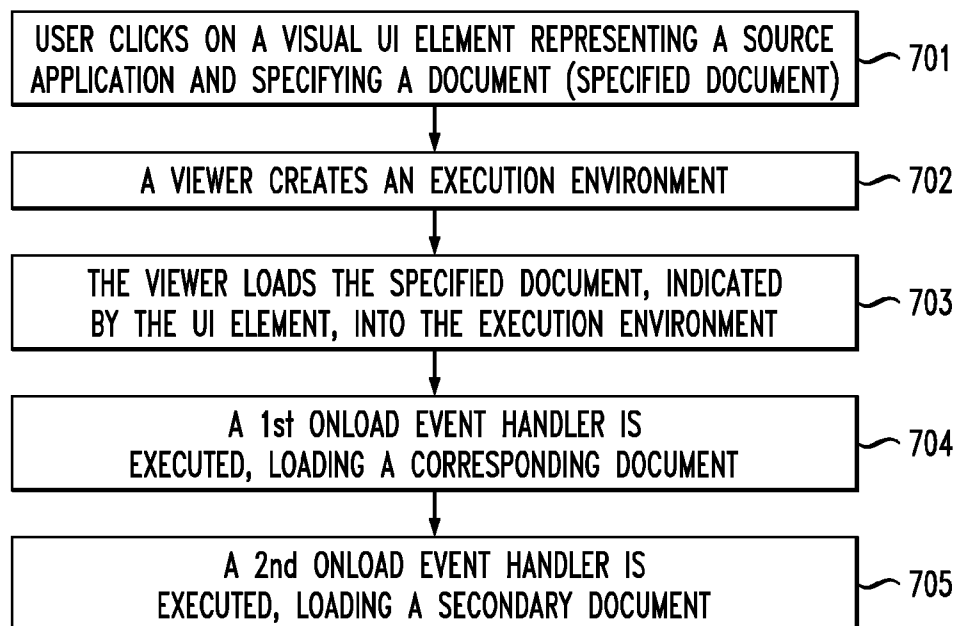 USER CLICKS ON A VISUAL UI ELEMENT REPRESENTING A SOURCE
APPLICATION AND SPECIFYING A DOCUMENT (SPECIFIED DOCUMENT)
701
A VIEWER CREATES AN EXECUTION ENVIRONMENT
702
THE VIEWER LOADS THE SPECIFIED DOCUMENT, INDICATED
BY THE UI ELEMENT, INTO THE EXECUTION ENVIRONMENT
703
A 1st ONLOAD EVENT HANDLER IS
EXECUTED, LOADING A CORRESPONDING DOCUMENT
704
A 2nd ONLOAD EVENT HANDLER IS
EXECUTED, LOADING A SECONDARY DOCUMENT
705